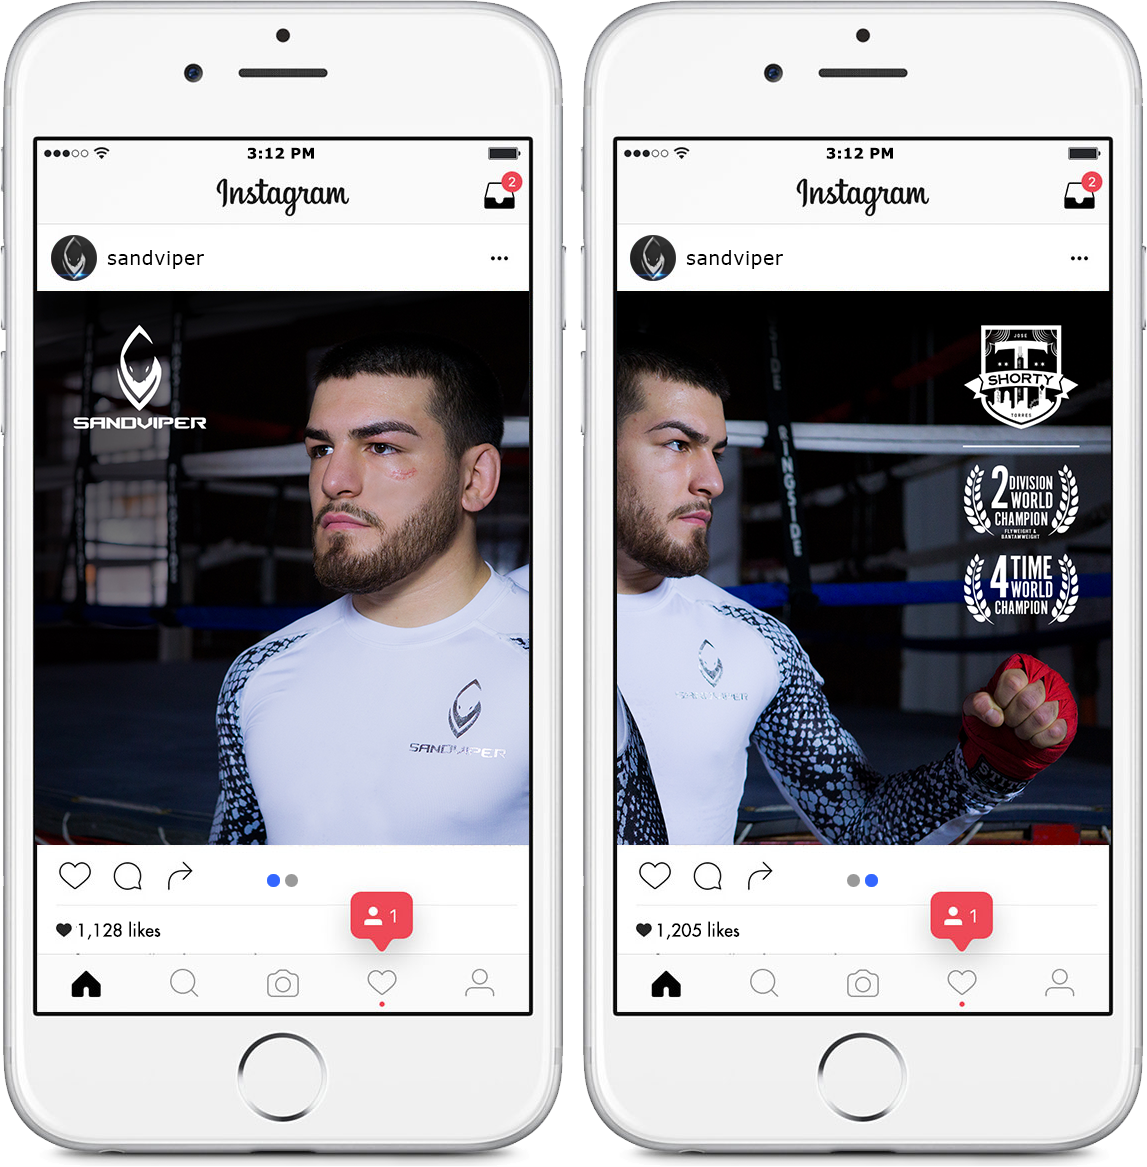 3:12 PM
Instagram
2
sandviper
SANDVIPER
SANDVIPER
1
1,128 likes
3:12 PM
Instagram
2
sandviper
JOSE
SHORTY
TORRES
2 DIVISION
WORLD
CHAMPION
FLYWEIGHT &
BANTAMWEIGHT
4 TIME
WORLD
CHAMPION
RINGSIDE
SANDVIPER
1
1,205 likes